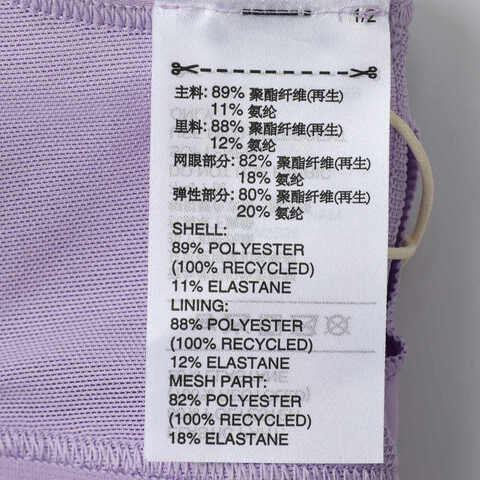 1/2
主料: 89% 聚酯纤维(再生)
11% 氨纶
里料: 88% 聚酯纤维(再生)
12% 氨纶
网眼部分: 82% 聚酯纤维(再生)
18% 氨纶
弹性部分: 80% 聚酯纤维(再生)
20% 氨纶
SHELL:
89% POLYESTER
(100% RECYCLED)
11% ELASTANE
LINING:
88% POLYESTER
(100% RECYCLED)
12% ELASTANE
MESH PART:
82% POLYESTER
(100% RECYCLED)
18% ELASTANE